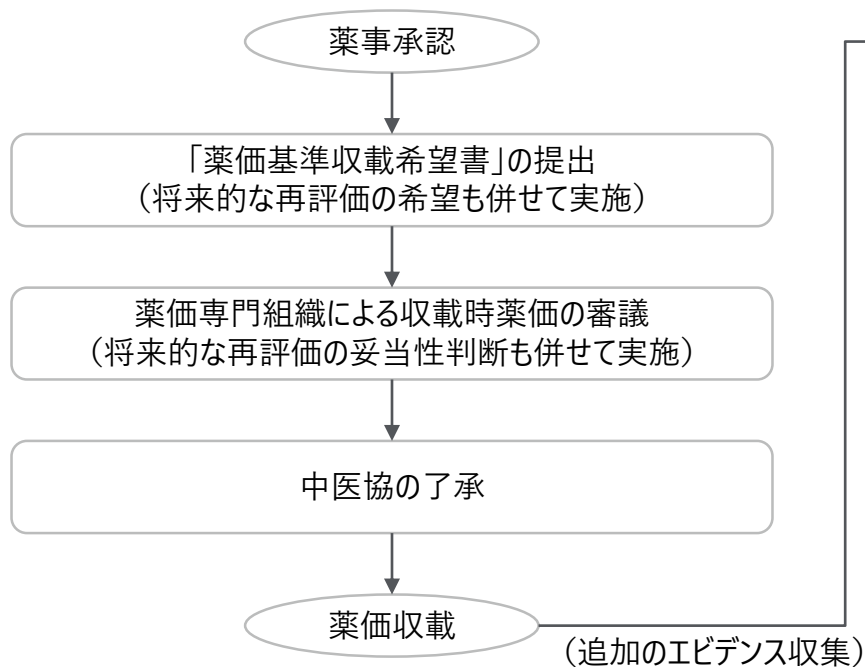 薬事承認
「薬価基準収載希望書」の提出
（将来的な再評価の希望も併せて実施）
薬価専門組織による収載時薬価の審議
（将来的な再評価の妥当性判断も併せて実施）
中医協の了承
薬価収載
（追加のエビデンス収集）